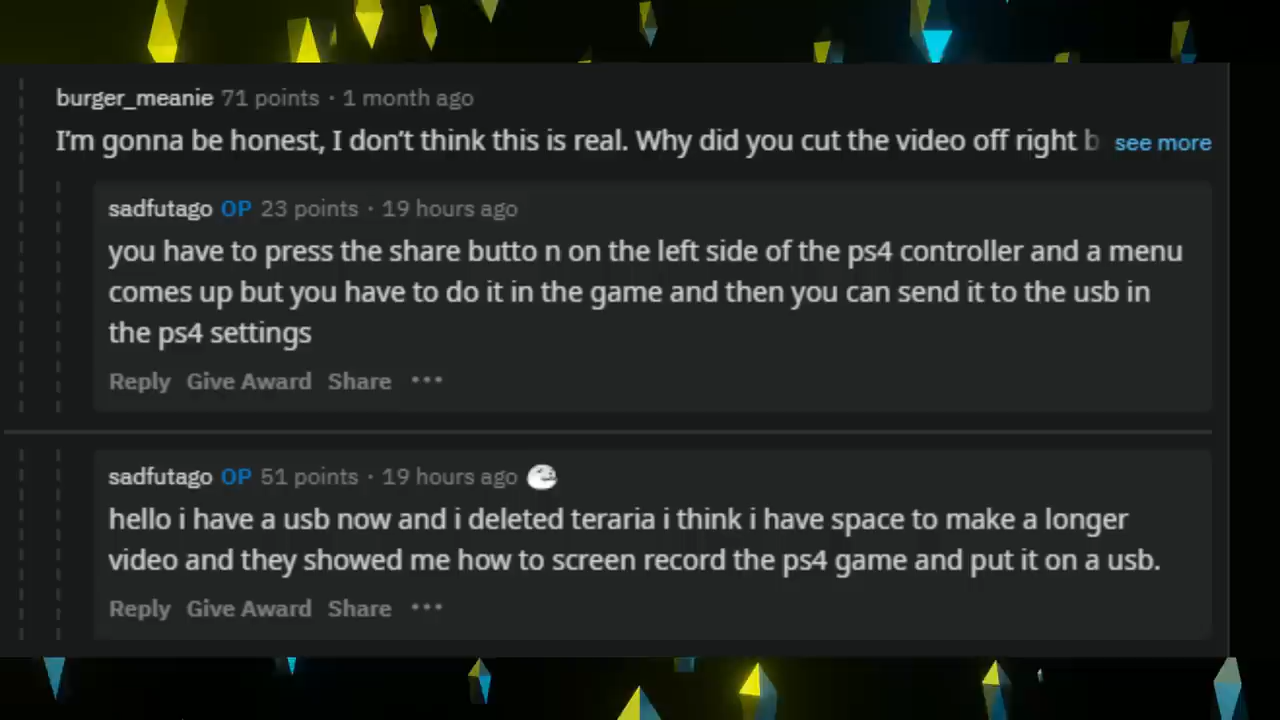 burger_meanie 71 points · 1 month ago
I'm gonna be honest, I don't think this is real. Why did you cut the video off right b see more
sadfutago OP 23 points · 19 hours ago
you have to press the share butto n on the left side of the ps4 controller and a menu
comes up but you have to do it in the game and then you can send it to the usb in
the ps4 settings
Reply Give Award Share ···
sadfutago OP 51 points · 19 hours ago
hello i have a usb now and i deleted teraria i think i have space to make a longer
video and they showed me how to screen record the ps4 game and put it on a usb.
Reply Give Award Share ···